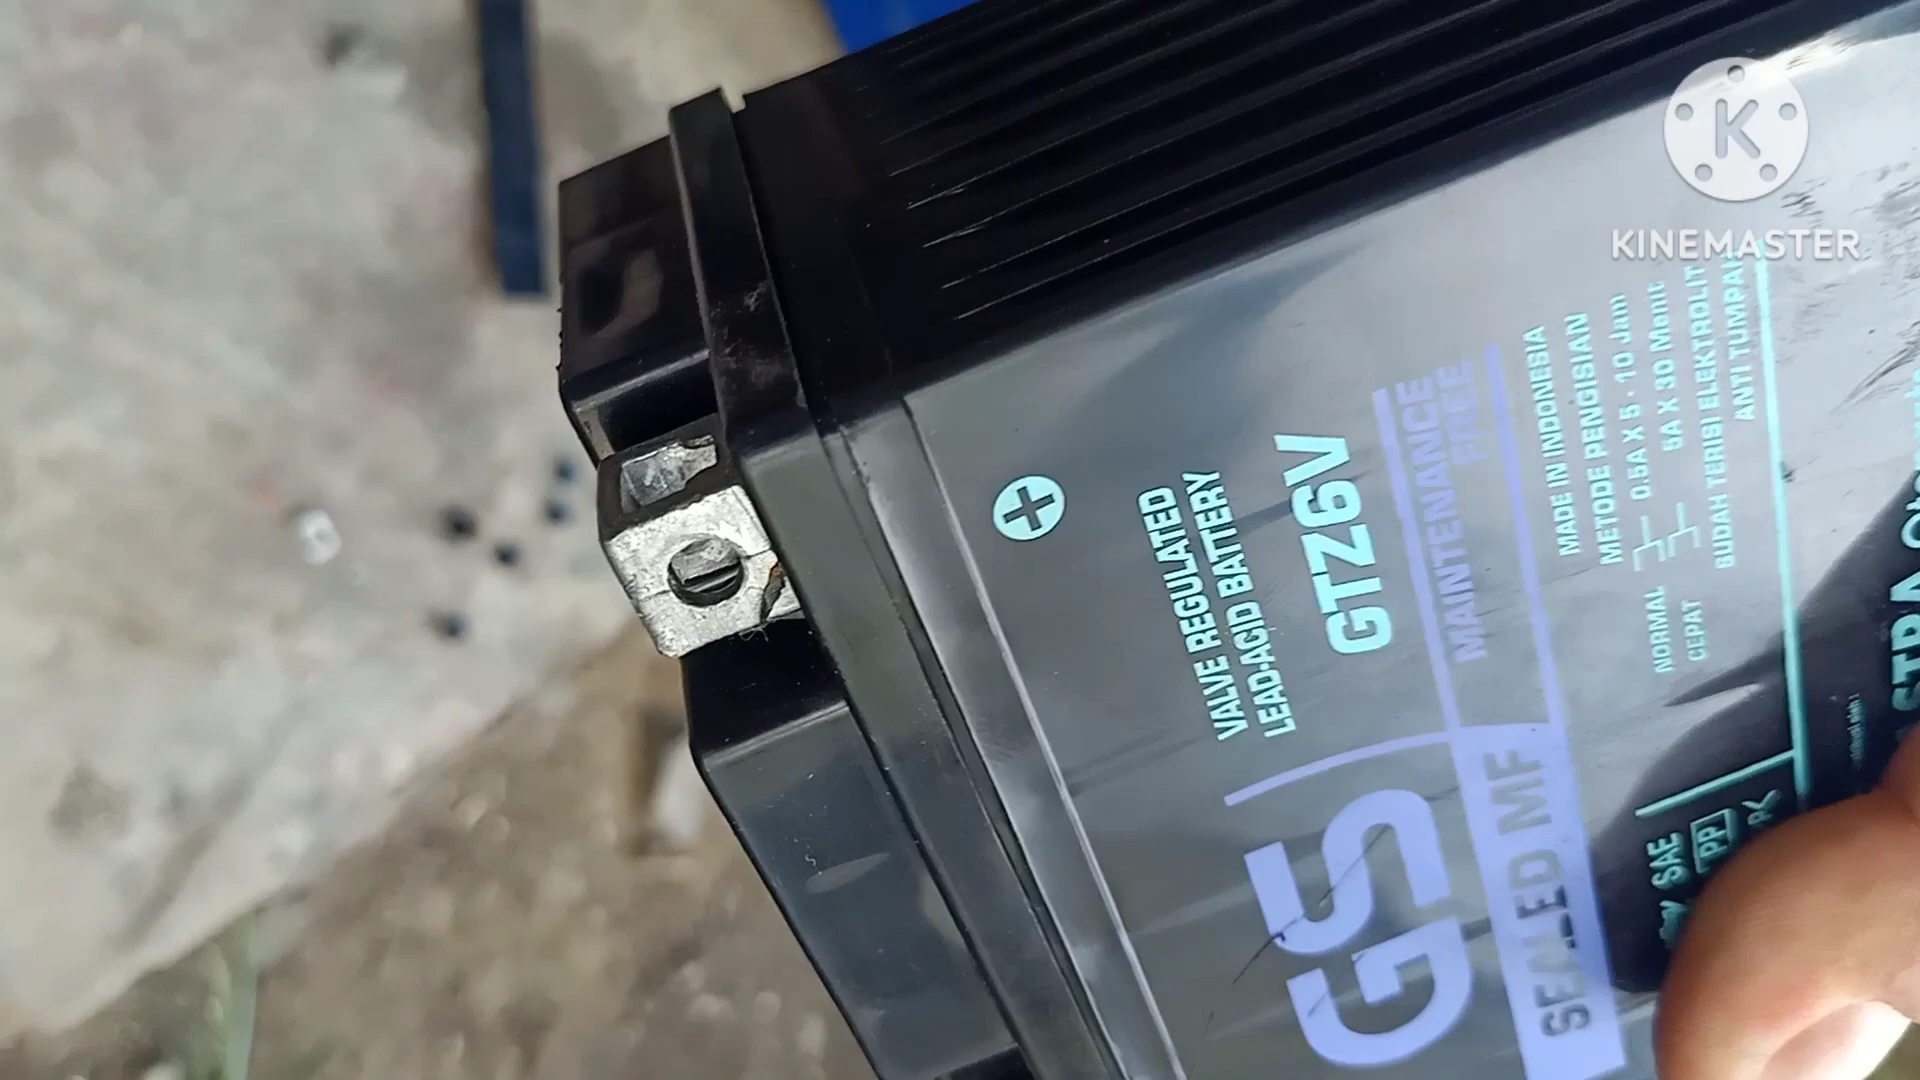 K
KINEMASTER
VALVE REGULATED
LEAD-ACID BATTERY
GTZ6V
MAINTENANCE
FREE
GS
SEALED MF
MADE IN INDONESIA
METODE PENGISIAN
NORMAL 0.5A X 5 - 10 Jam
CEPAT 5A X 30 Menit
SUDAH TERISI ELEKTROLIT
ANTI TUMPAH
SAE
PP